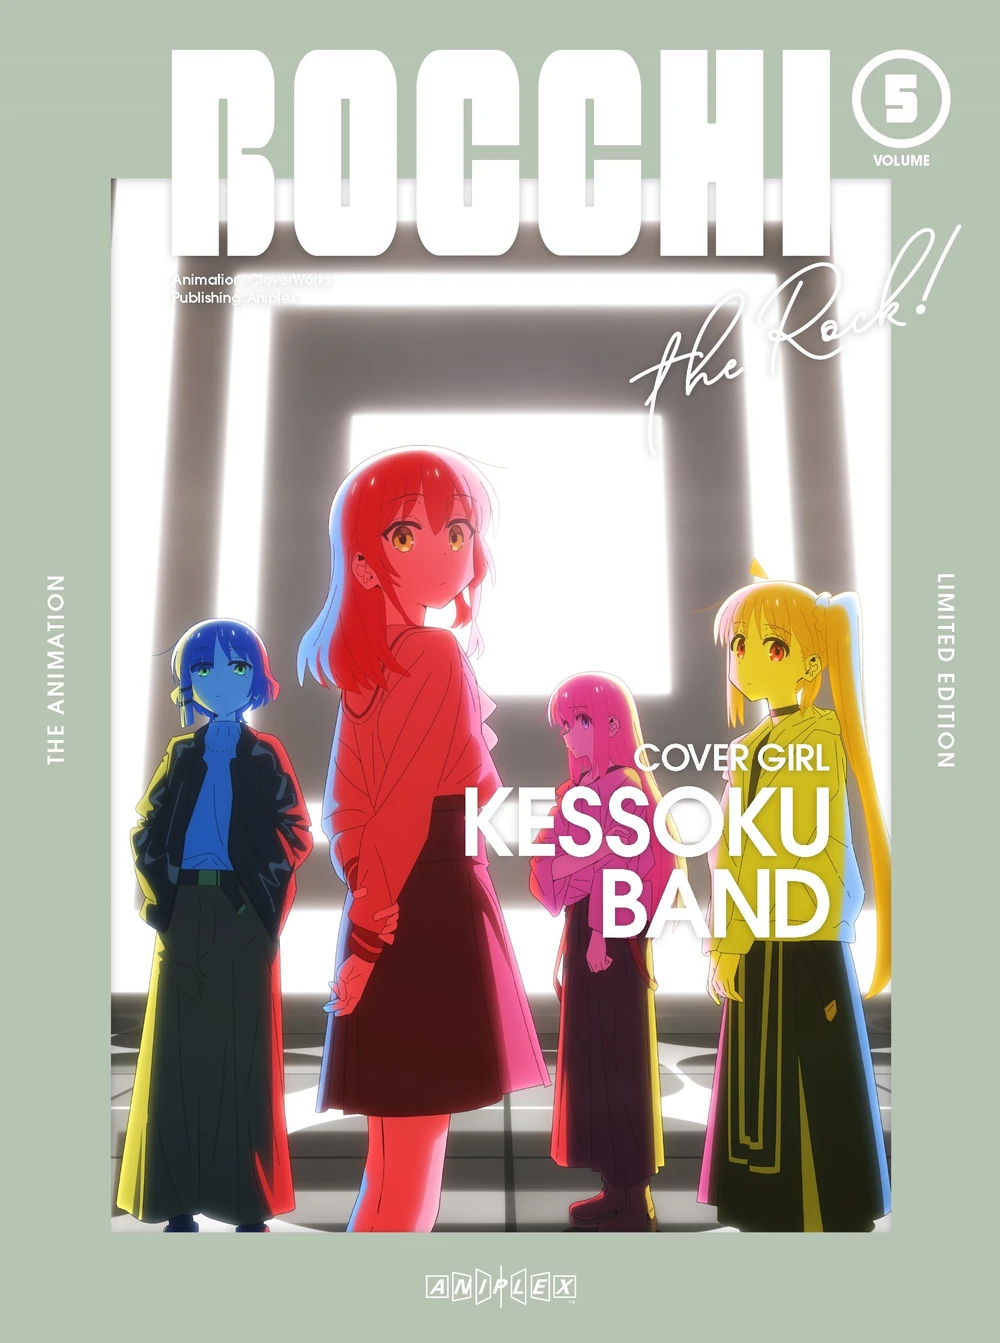 BOCCHI
5
VOLUME
the Rock!
Animation: CloverWorks
Publishing: Aniplex
THE ANIMATION
LIMITED EDITION
COVER GIRL
KESSOKU
BAND
ANIPLEX